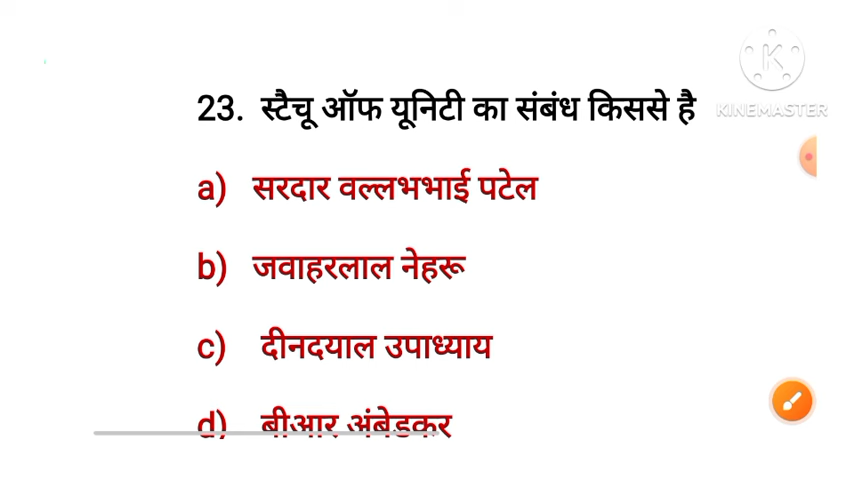 K
KINEMASTER
23. स्टैचू ऑफ यूनिटी का संबंध किससे है
a) सरदार वल्लभभाई पटेल
b) जवाहरलाल नेहरू
c) दीनदयाल उपाध्याय
d) बीआर अंबेडकर